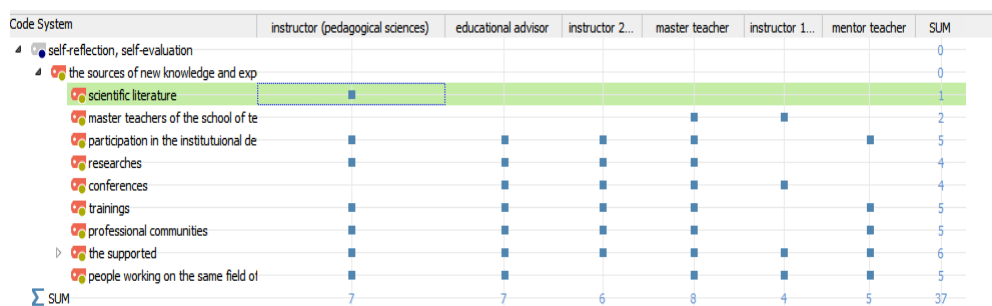 Code System instructor (pedagogical sciences) educational advisor instructor 2... master teacher instructor 1... mentor teacher SUM
self-reflection, self-evaluation 0
the sources of new knowledge and exp 0
scientific literature 1
master teachers of the school of te 2
participation in the institutuional de 5
researches 4
conferences 4
trainings 5
professional communities 5
the supported 6
people working on the same field of 5
Σ SUM 7 7 6 8 4 5 37